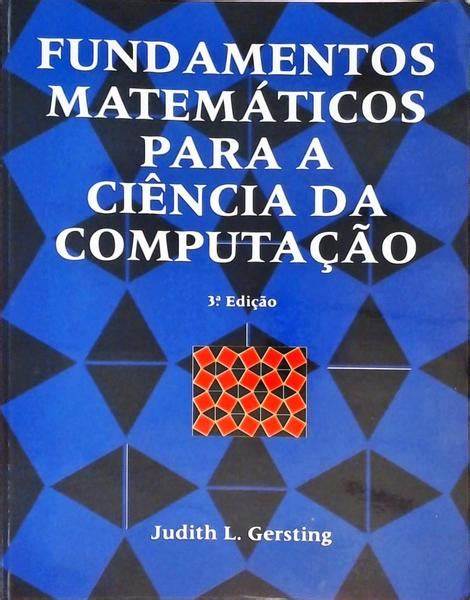 FUNDAMENTOS
MATEMÁTICOS
PARA A
CIÊNCIA DA
COMPUTAÇÃO
3ª Edição
Judith L. Gersting